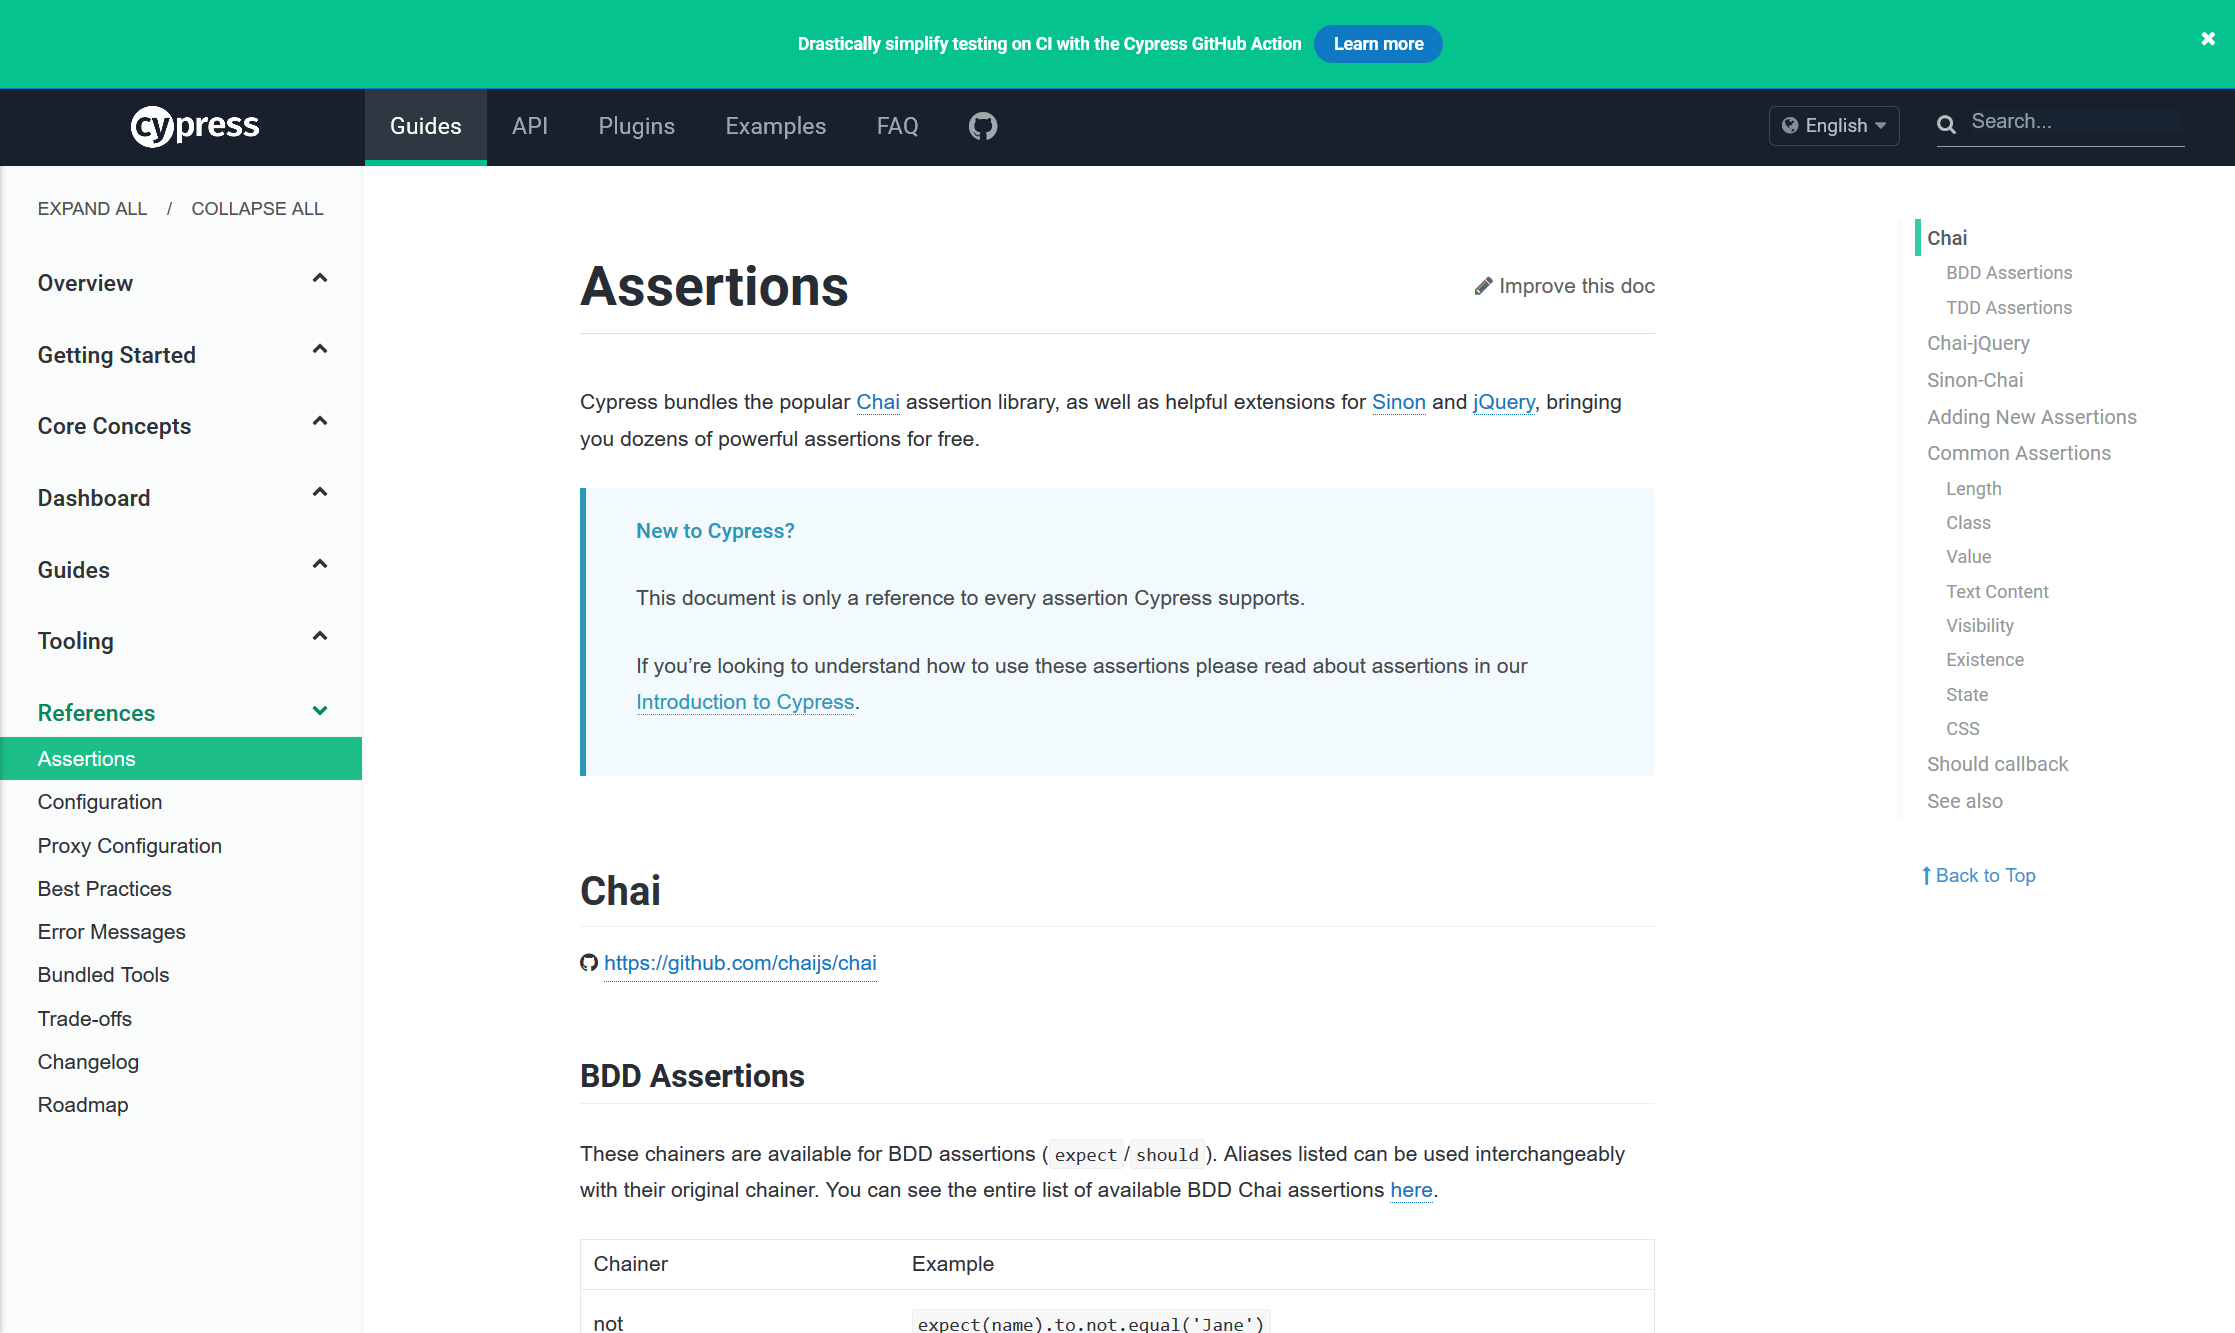 Drastically simplify testing on CI with the Cypress GitHub Action Learn more
cypress Guides API Plugins Examples FAQ English Search...
EXPAND ALL / COLLAPSE ALL
Overview
Getting Started
Core Concepts
Dashboard
Guides
Tooling
References
Assertions
Configuration
Proxy Configuration
Best Practices
Error Messages
Bundled Tools
Trade-offs
Changelog
Roadmap
Assertions
Improve this doc
Cypress bundles the popular Chai assertion library, as well as helpful extensions for Sinon and jQuery, bringing
you dozens of powerful assertions for free.
New to Cypress?
This document is only a reference to every assertion Cypress supports.
If you’re looking to understand how to use these assertions please read about assertions in our
Introduction to Cypress.
Chai
https://github.com/chaijs/chai
BDD Assertions
These chainers are available for BDD assertions (expect/should). Aliases listed can be used interchangeably
with their original chainer. You can see the entire list of available BDD Chai assertions here.
Chainer Example
not expect(name).to.not.equal('Jane')
Chai
BDD Assertions
TDD Assertions
Chai-jQuery
Sinon-Chai
Adding New Assertions
Common Assertions
Length
Class
Value
Text Content
Visibility
Existence
State
CSS
Should callback
See also
Back to Top